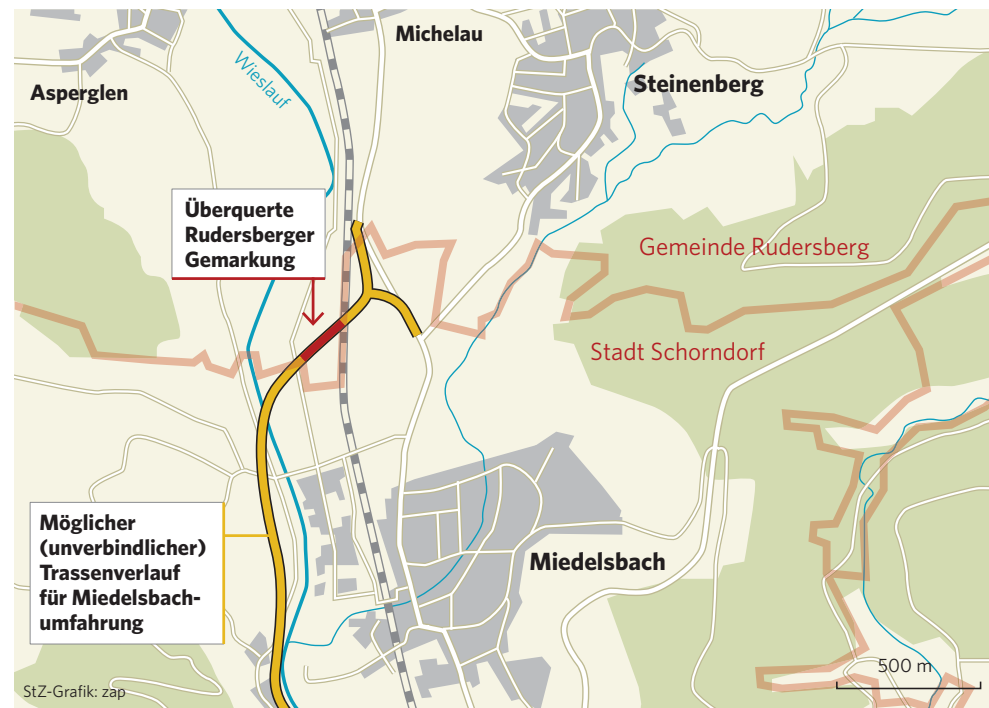 Michelau
Asperglen
Wieslauf
Steinenberg
Überquerte
Rudersberger
Gemarkung
Gemeinde Rudersberg
Stadt Schorndorf
Möglicher
(unverbindlicher)
Trassenverlauf
für Miedelsbach-
umfahrung
Miedelsbach
500 m
StZ-Grafik: zap